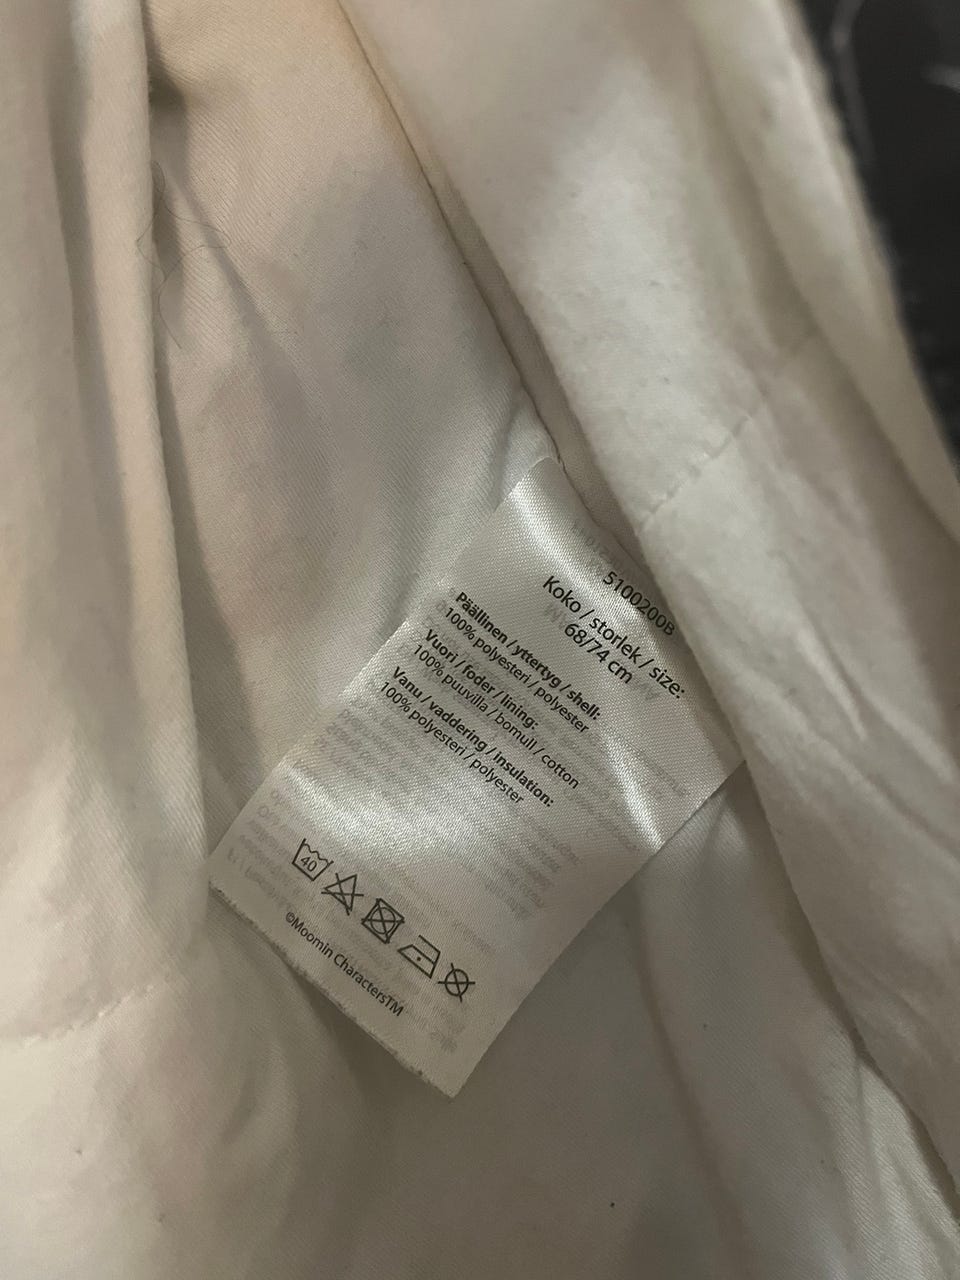 5100200B
Koko / storlek / size:
68/74 cm
Päällinen / yttertyg / shell:
100% polyesteri / polyester
Vuori / foder / lining:
100% puuvilla / bomull / cotton
Vanu / vaddering / insulation:
100% polyesteri / polyester
40
©Moomin CharactersTM